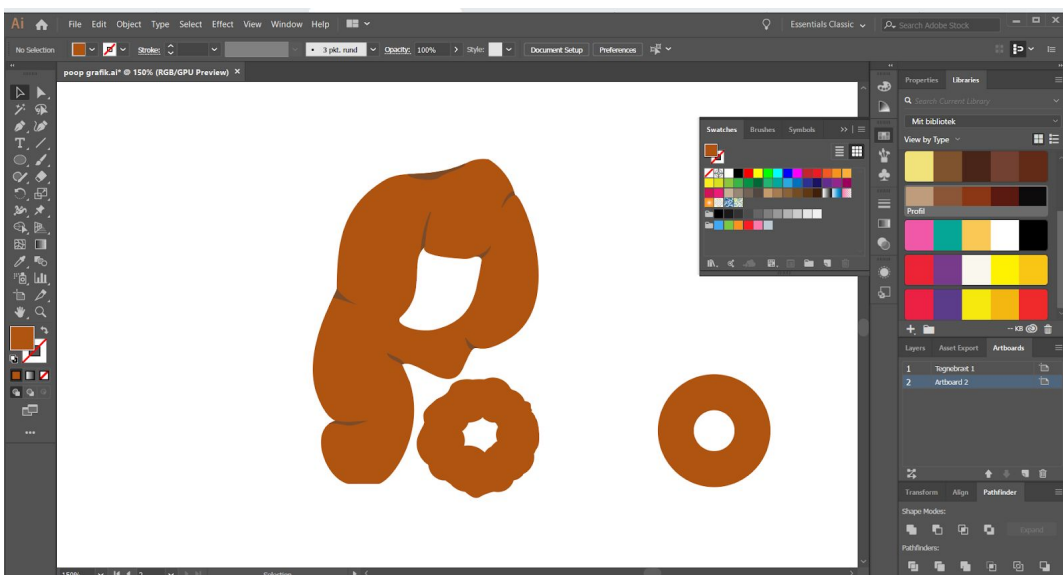 Ai File Edit Object Type Select Effect View Window Help Essentials Classic Search Adobe Stock
No Selection Stroke: 3 pkt. rund Opacity: 100% Style: Document Setup Preferences
poop grafik.ai* @ 150% (RGB/GPU Preview) ×
Properties Libraries
Search Current Library
Mit bibliotek
View by Type
Swatches Brushes Symbols
Profil
-- KB
Layers Asset Export Artboards
1 Tegnebræt 1
2 Artboard 2
Transform Align Pathfinder
Shape Modes:
Expand
Pathfinders:
150% 2 Selection